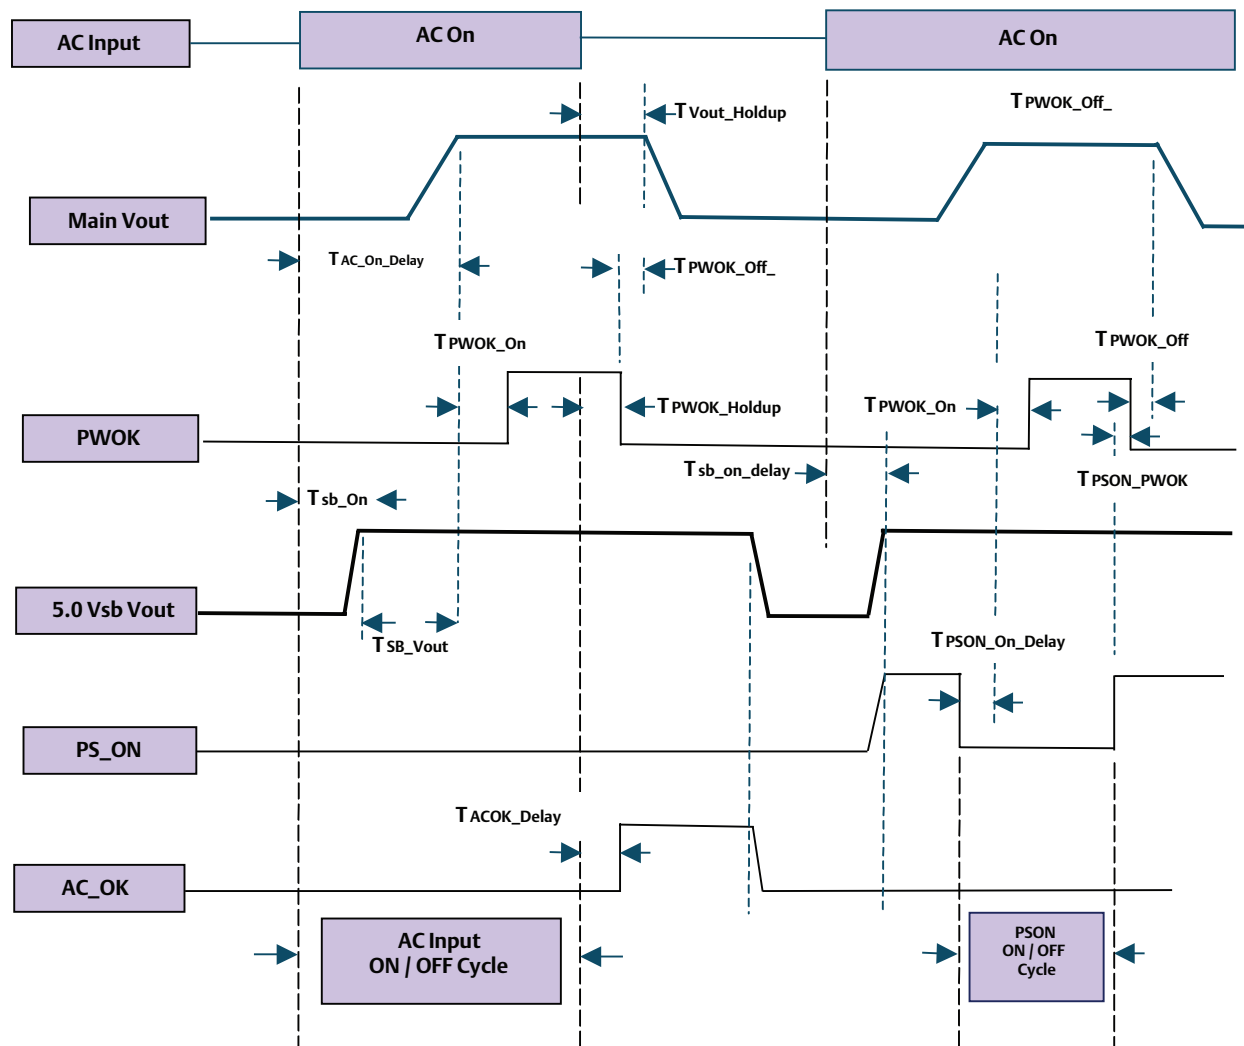 AC Input
AC On
AC On
T Vout_Holdup
T PWOK_Off_
Main Vout
T AC_On_Delay
T PWOK_Off_
T PWOK_On
T PWOK_Off
PWOK
T PWOK_Holdup
T PWOK_On
T sb_On
T sb_on_delay
T PSON_PWOK
5.0 Vsb Vout
T SB_Vout
T PSON_On_Delay
PS_ON
T ACOK_Delay
AC_OK
AC Input
ON / OFF Cycle
PSON
ON / OFF
Cycle